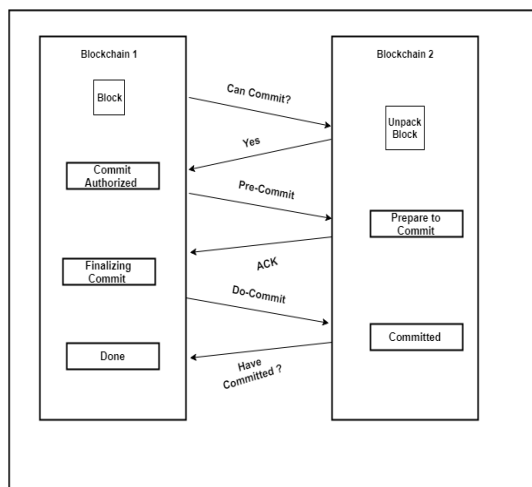 Blockchain 1
Blockchain 2
Block
Can Commit?
Unpack
Block
Yes
Commit
Authorized
Pre-Commit
Prepare to
Commit
ACK
Finalizing
Commit
Do-Commit
Committed
Done
Have
Committed ?